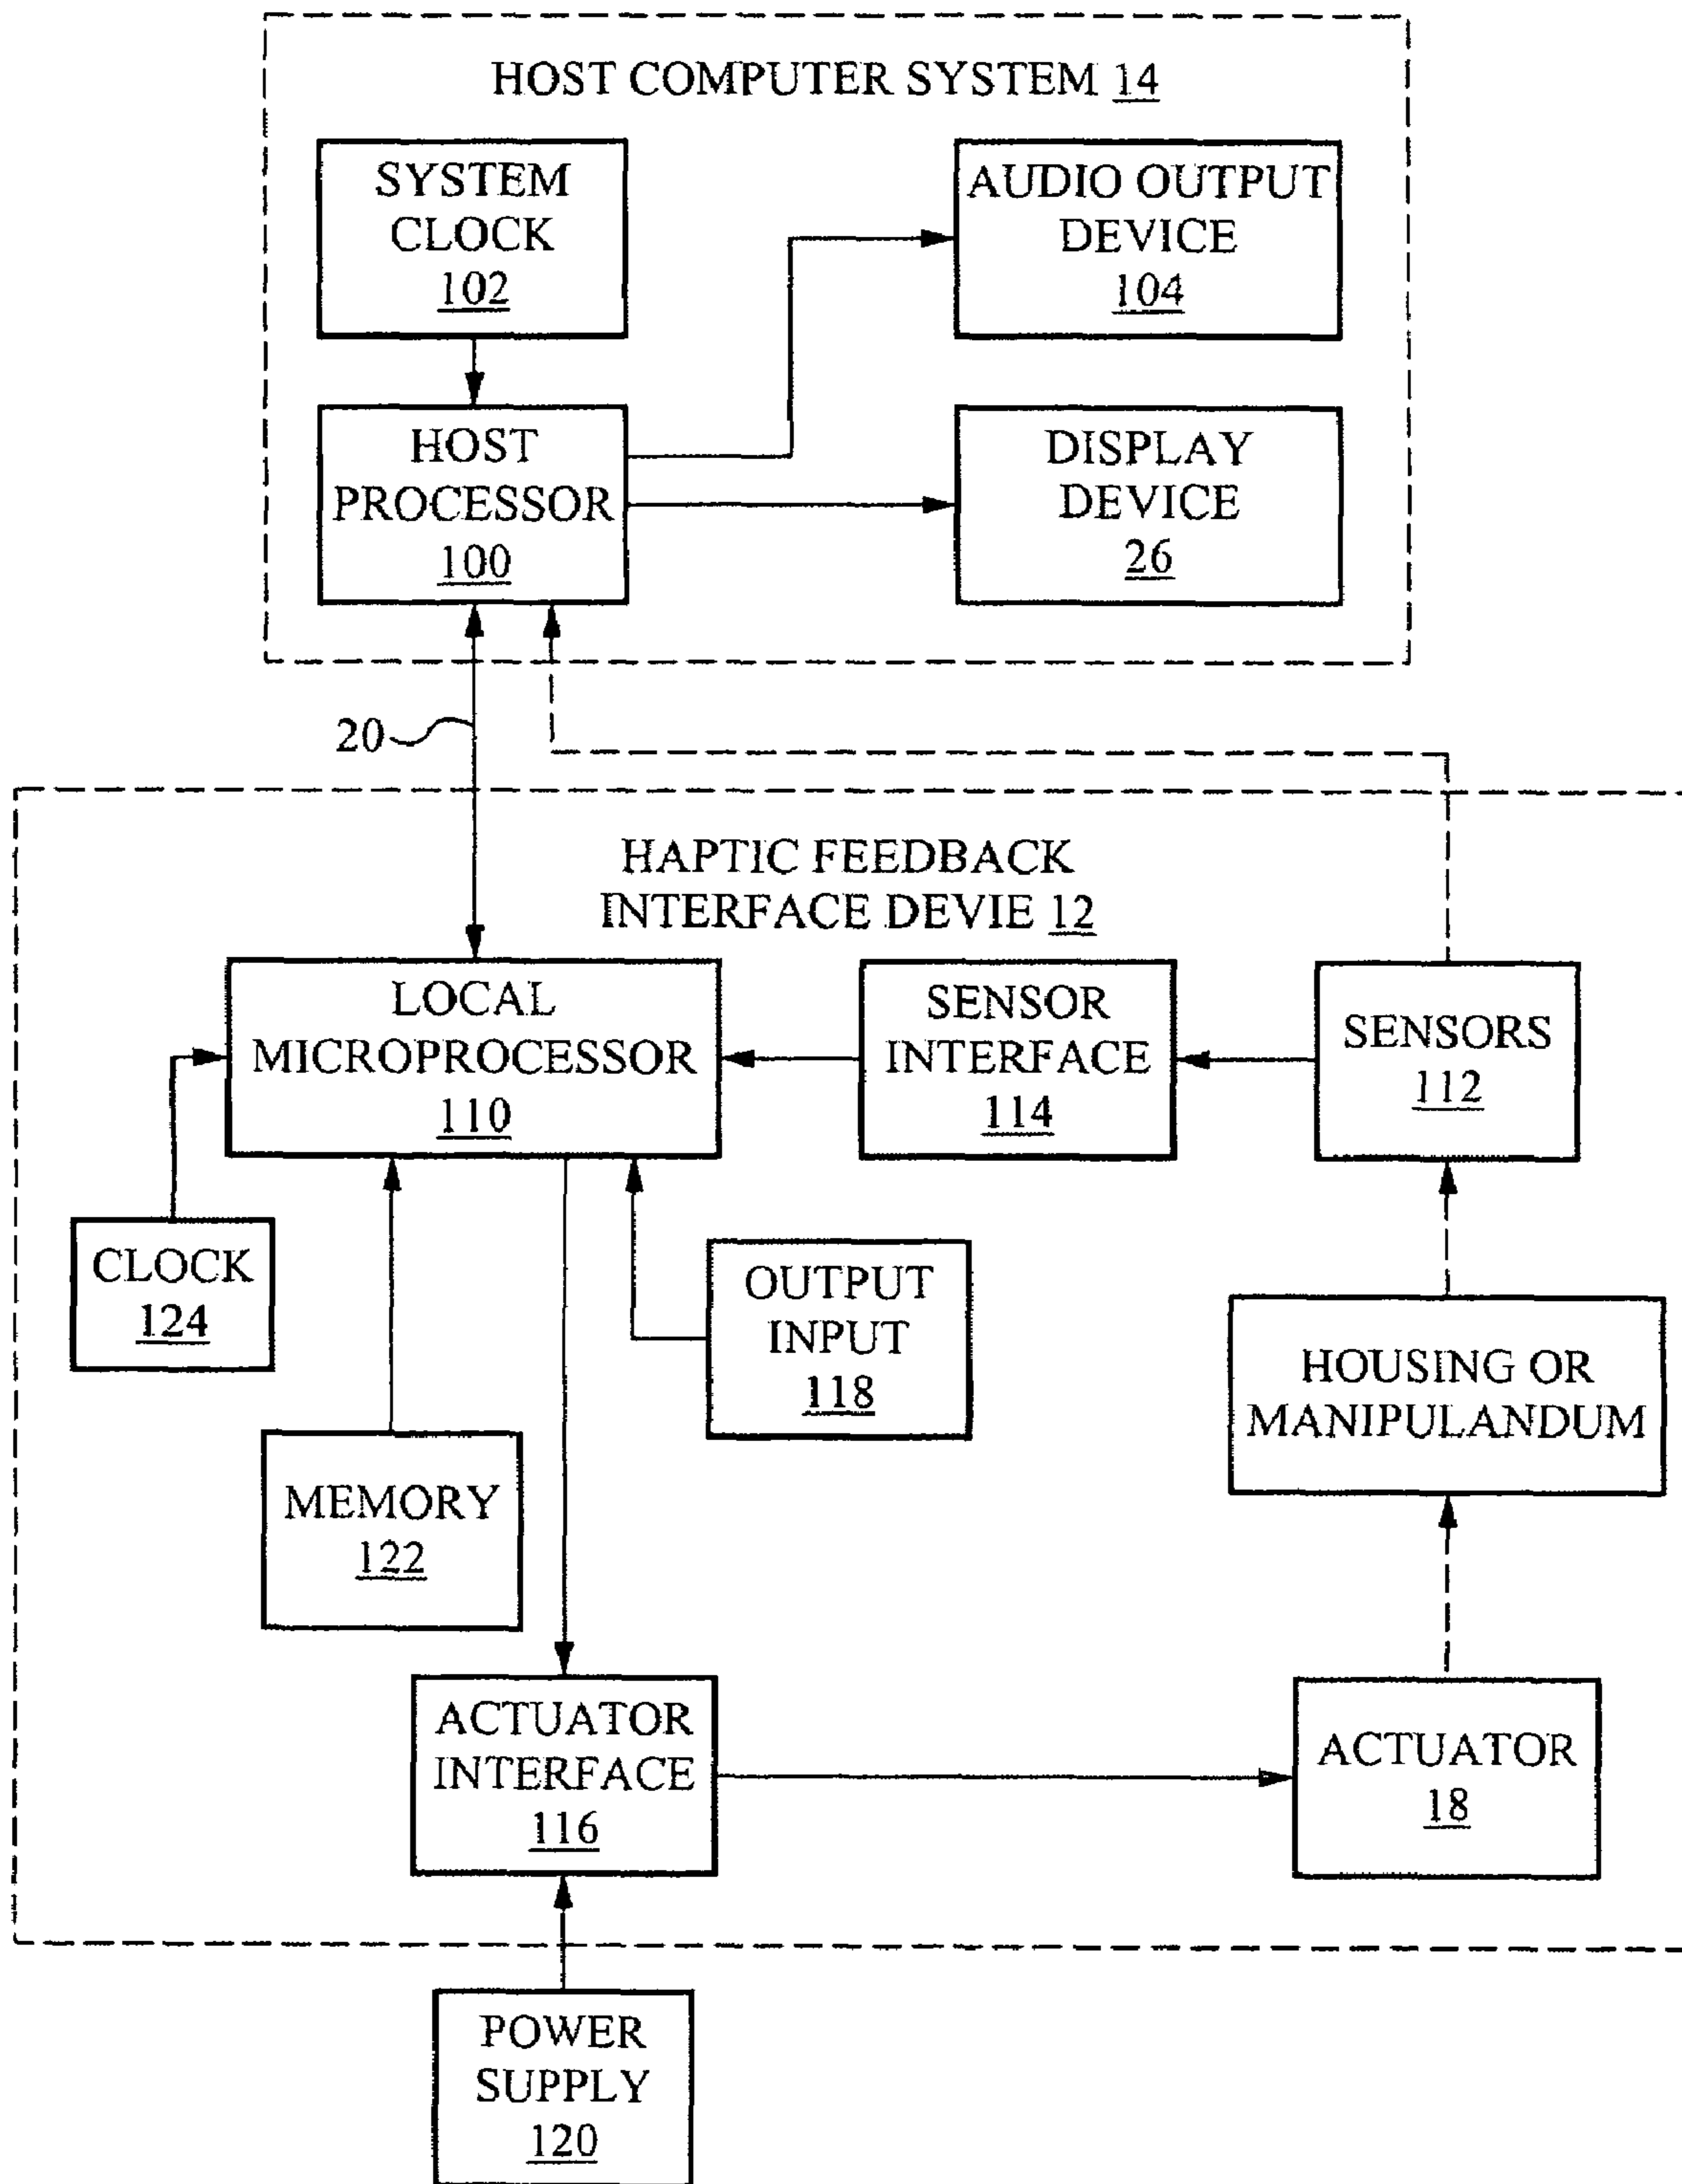 HOST COMPUTER SYSTEM 14
SYSTEM
CLOCK
102
AUDIO OUTPUT
DEVICE
104
HOST
PROCESSOR
100
DISPLAY
DEVICE
26
20
HAPTIC FEEDBACK
INTERFACE DEVIE 12
LOCAL
MICROPROCESSOR
110
SENSOR
INTERFACE
114
SENSORS
112
CLOCK
124
OUTPUT
INPUT
118
HOUSING OR
MANIPULANDUM
MEMORY
122
ACTUATOR
INTERFACE
116
ACTUATOR
18
POWER
SUPPLY
120